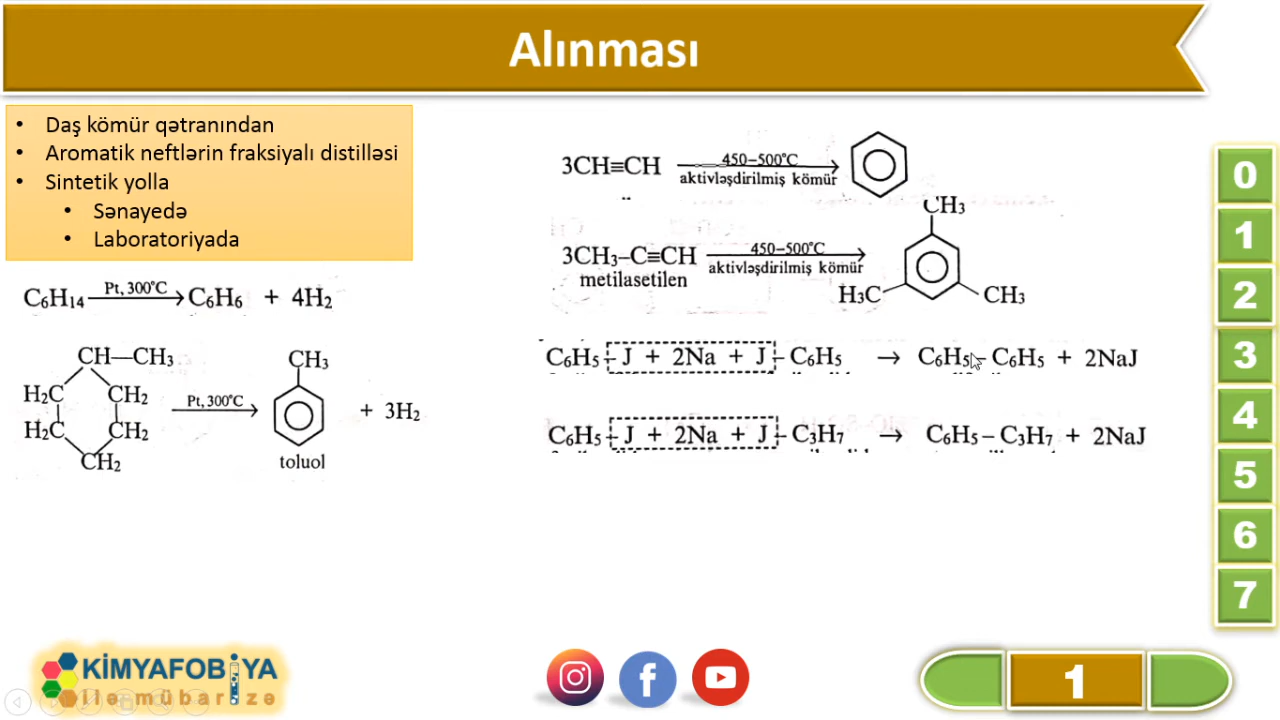 Alınması
• Daş kömür qətranından
• Aromatik neftlərin fraksiyalı distilləsi
• Sintetik yolla
• Sənayedə
• Laboratoriyada
C₆H₁₄ Pt, 300°C → C₆H₆ + 4H₂
CH—CH₃
H₂C CH₂
H₂C CH₂
CH₂
Pt, 300°C →
CH₃
+ 3H₂
toluol
3CH≡CH 450–500°C →
aktivləşdirilmiş kömür
3CH₃–C≡CH 450–500°C →
metilasetilen aktivləşdirilmiş kömür
CH₃
H₃C CH₃
C₆H₅–J + 2Na + J–C₆H₅ → C₆H₅–C₆H₅ + 2NaJ
C₆H₅–J + 2Na + J–C₃H₇ → C₆H₅–C₃H₇ + 2NaJ
0
1
2
3
4
5
6
7
KİMYAFOBİYA
ilə mübarizə
1